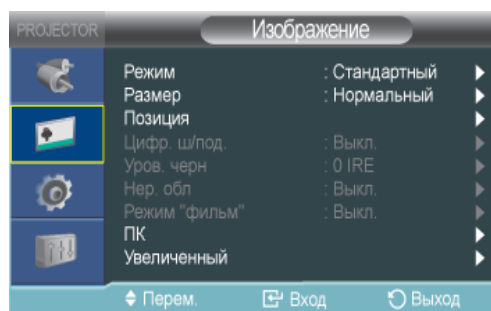 PROJECTOR Изображение
Режим : Стандартный
Размер : Нормальный
Позиция
Цифр. ш/под. : Выкл.
Уров. черн : 0 IRE
Нер. обл : Выкл.
Режим "фильм" : Выкл.
ПК
Увеличенный
Перем. Вход Выход